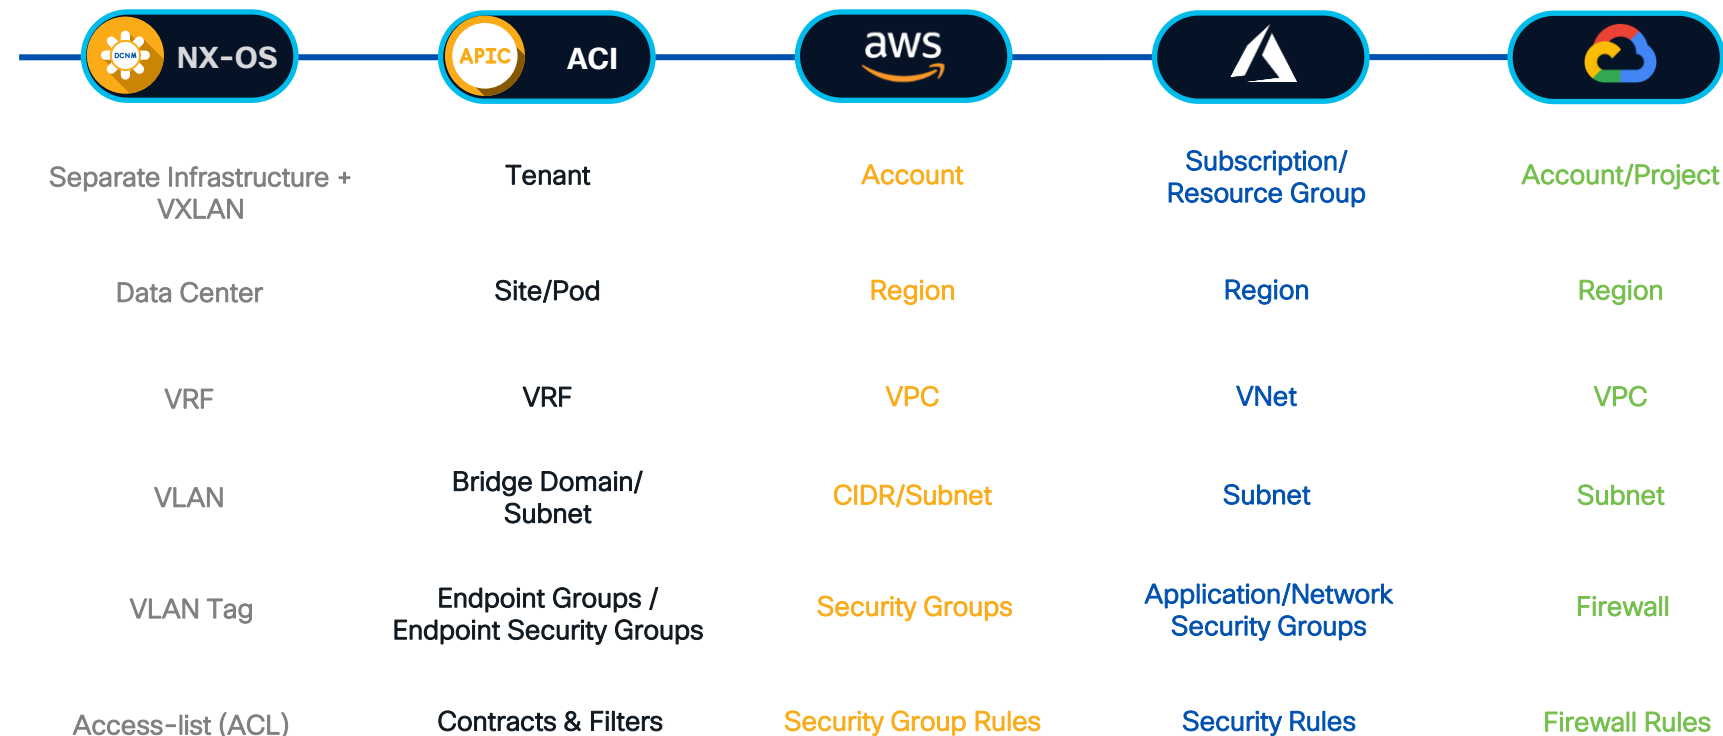 DCNM NX-OS
APIC ACI
aws
Separate Infrastructure +
VXLAN
Tenant
Account
Subscription/
Resource Group
Account/Project
Data Center
Site/Pod
Region
Region
Region
VRF
VRF
VPC
VNet
VPC
VLAN
Bridge Domain/
Subnet
CIDR/Subnet
Subnet
Subnet
VLAN Tag
Endpoint Groups /
Endpoint Security Groups
Security Groups
Application/Network
Security Groups
Firewall
Access-list (ACL)
Contracts & Filters
Security Group Rules
Security Rules
Firewall Rules